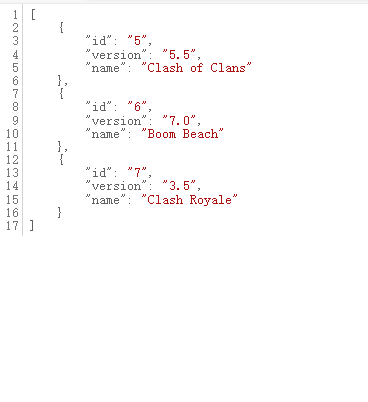 1 [
2     {
3         "id": "5",
4         "version": "5.5",
5         "name": "Clash of Clans"
6     },
7     {
8         "id": "6",
9         "version": "7.0",
10         "name": "Boom Beach"
11     },
12     {
13         "id": "7",
14         "version": "3.5",
15         "name": "Clash Royale"
16     }
17 ]